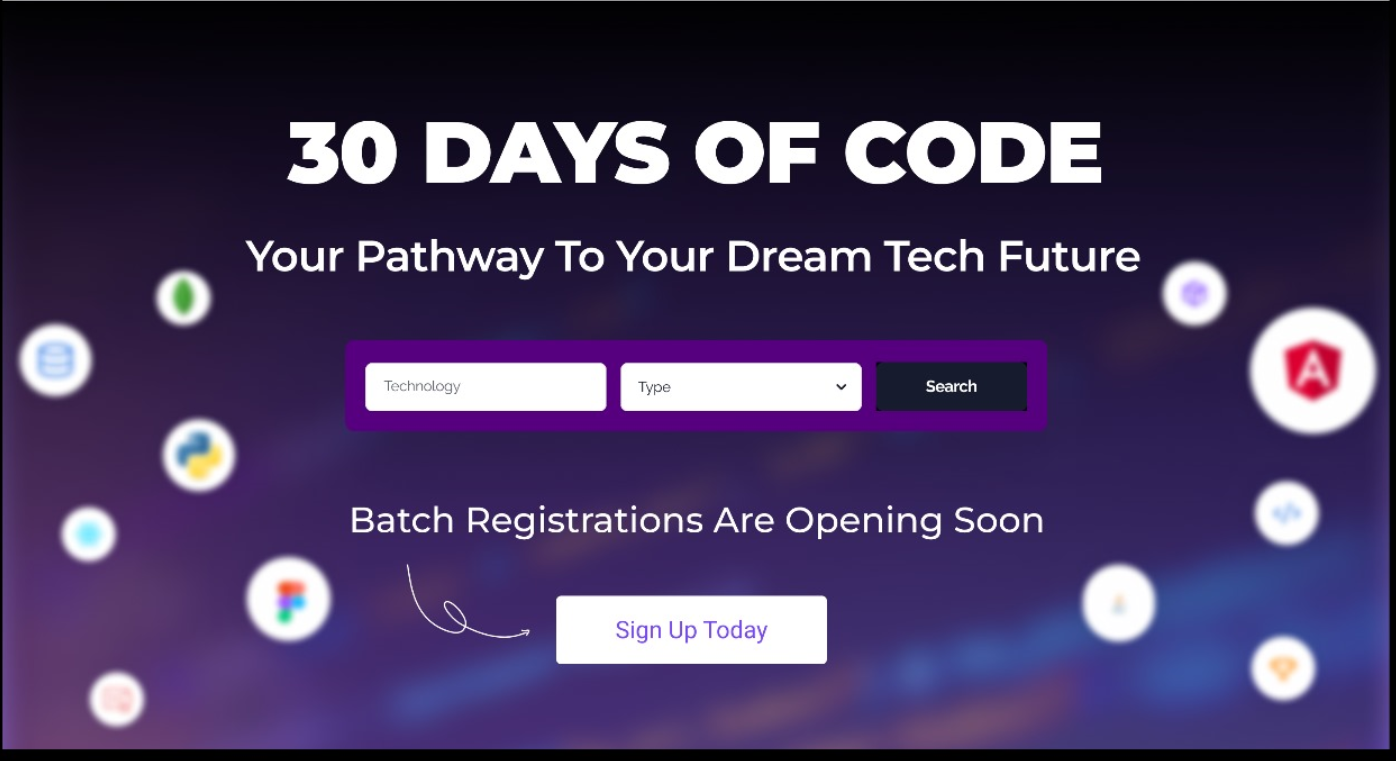 30 DAYS OF CODE
Your Pathway To Your Dream Tech Future
Technology
Type
Search
Batch Registrations Are Opening Soon
Sign Up Today